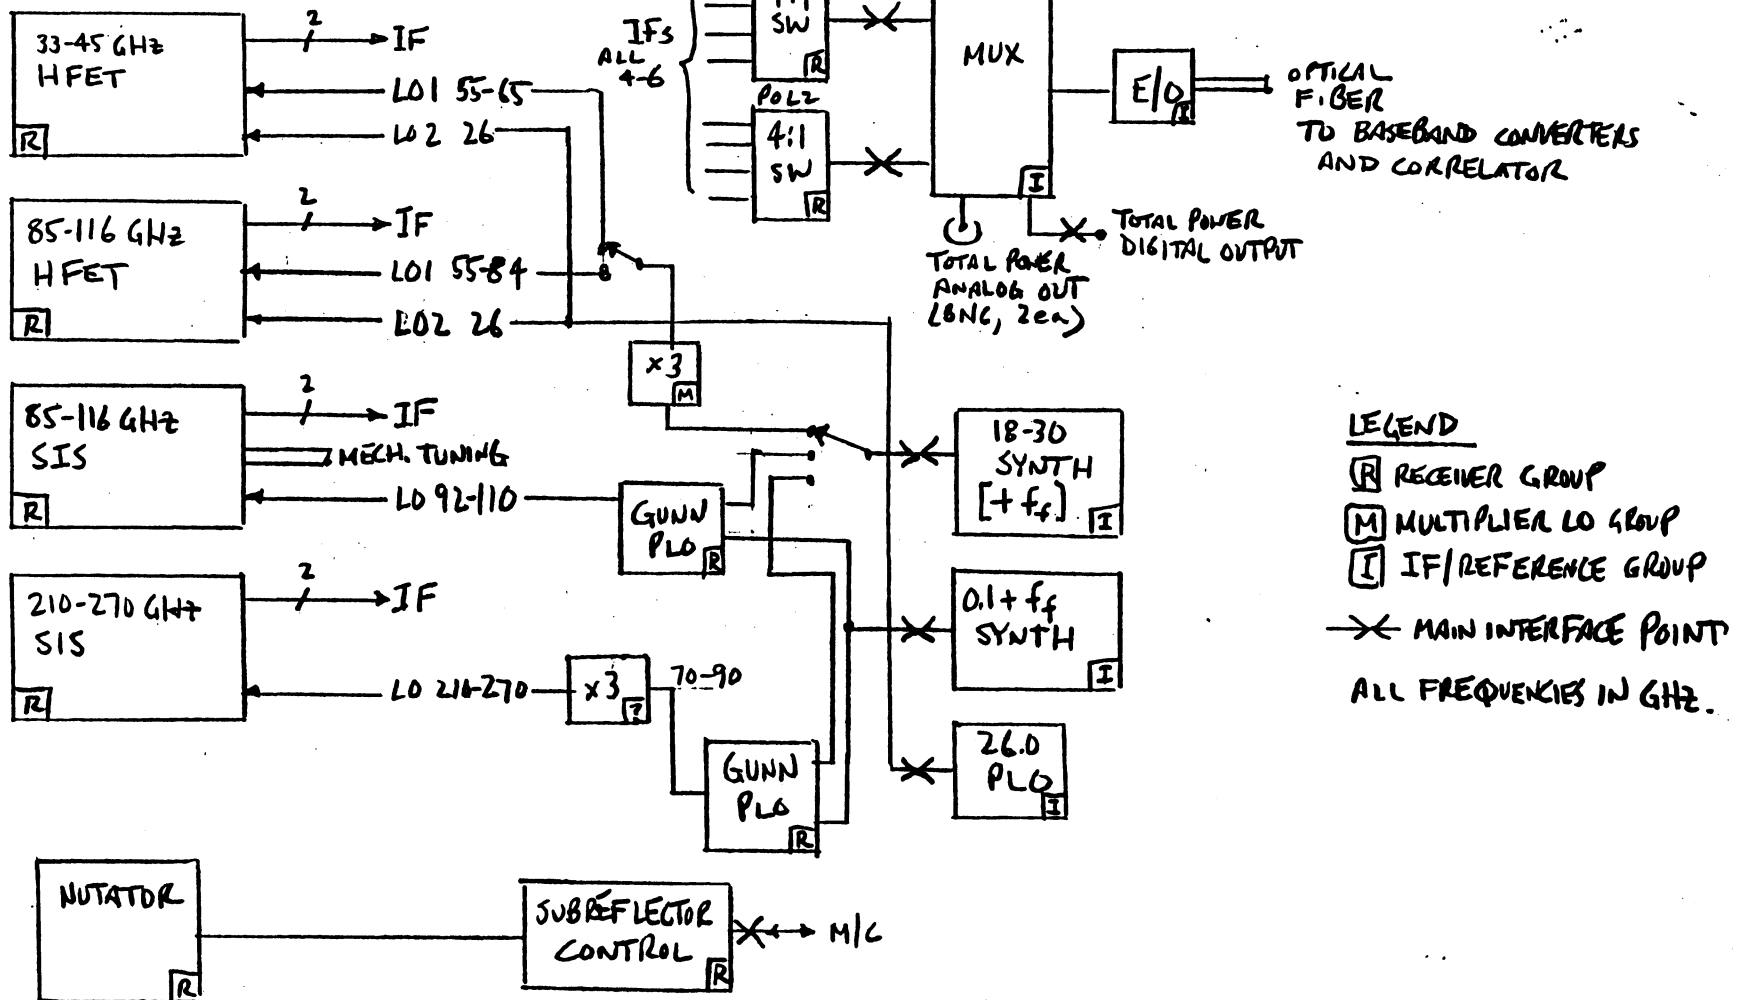 33-45 GHz
HFET
R
2
IF
LO1 55-65
LO2 26
85-116 GHz
HFET
R
2
IF
LO1 55-84
LO2 26
85-116 GHz
SIS
R
2
IF
MECH. TUNING
LO 92-110
210-270 GHz
SIS
R
2
IF
LO 210-270
x3
?
70-90
GUNN
PLO
R
GUNN
PLO
R
x3
M
IFs
ALL
4-6
SW
R
POL2
4:1
SW
R
MUX
I
E/O
I
OPTICAL
FIBER
TO BASEBAND CONVERTERS
AND CORRELATOR
TOTAL POWER
DIGITAL OUTPUT
TOTAL POWER
ANALOG OUT
(BNC, 2ea)
18-30
SYNTH
[+ ff]
I
0.1+ ff
SYNTH
I
26.0
PLO
I
LEGEND
R RECEIVER GROUP
M MULTIPLIER LO GROUP
I IF/REFERENCE GROUP
MAIN INTERFACE POINT
ALL FREQUENCIES IN GHZ.
NUTATOR
R
SUBREFLECTOR
CONTROL
R
M/C